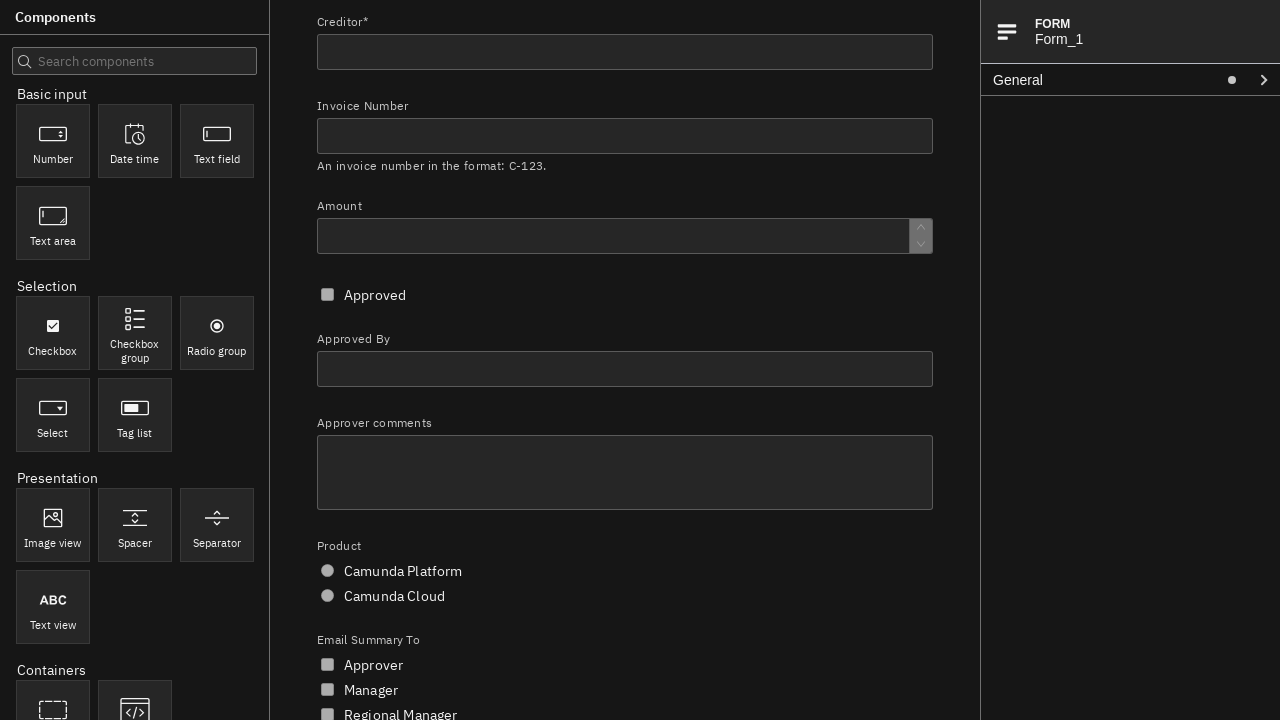 Components
Search components
Basic input
Number
Date time
Text field
Text area
Selection
Checkbox
Checkbox
group
Radio group
Select
Tag list
Presentation
Image view
Spacer
Separator
ABC
Text view
Containers
Creditor*
Invoice Number
An invoice number in the format: C-123.
Amount
Approved
Approved By
Approver comments
Product
Camunda Platform
Camunda Cloud
Email Summary To
Approver
Manager
Regional Manager
FORM
Form_1
General